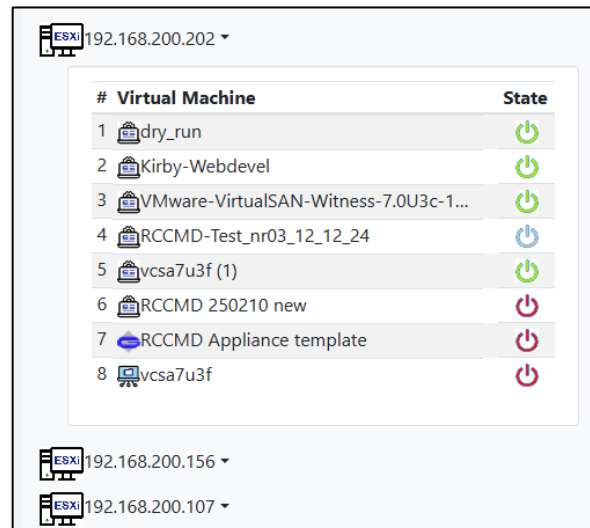 ESXi 192.168.200.202
# Virtual Machine State
1 dry_run
2 Kirby-Webdevel
3 VMware-VirtualSAN-Witness-7.0U3c-1...
4 RCCMD-Test_nr03_12_12_24
5 vcsa7u3f (1)
6 RCCMD 250210 new
7 RCCMD Appliance template
8 vcsa7u3f
ESXi 192.168.200.156
ESXi 192.168.200.107